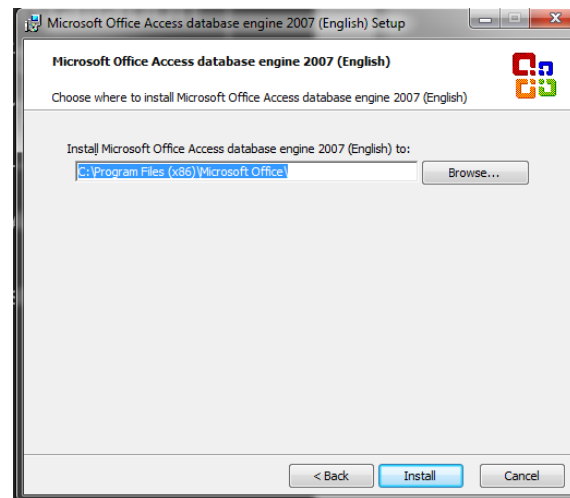 Microsoft Office Access database engine 2007 (English) Setup
Microsoft Office Access database engine 2007 (English)
Choose where to install Microsoft Office Access database engine 2007 (English)
Install Microsoft Office Access database engine 2007 (English) to:
C:\Program Files (x86)\Microsoft Office\
Browse...
< Back
Install
Cancel